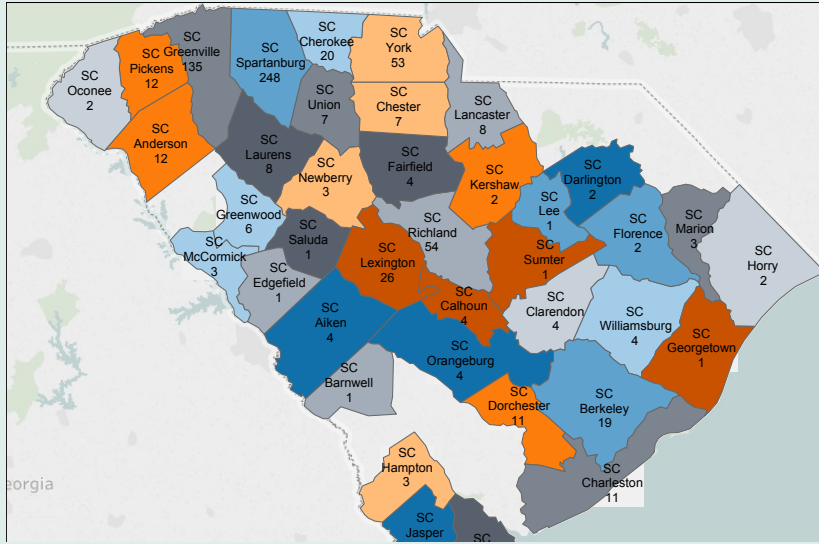 SC
Oconee
2
SC
Pickens
12
SC
Greenville
135
SC
Spartanburg
248
SC
Cherokee
20
SC
York
53
SC
Anderson
12
SC
Union
7
SC
Chester
7
SC
Lancaster
8
SC
Laurens
8
SC
Newberry
3
SC
Fairfield
4
SC
Kershaw
2
SC
Darlington
2
SC
Greenwood
6
SC
Saluda
1
SC
Lexington
26
SC
Richland
54
SC
Lee
1
SC
Florence
2
SC
Marion
3
SC
Horry
2
SC
McCormick
3
SC
Edgefield
1
SC
Sumter
1
SC
Calhoun
4
SC
Clarendon
4
SC
Williamsburg
4
SC
Georgetown
1
SC
Aiken
4
SC
Orangeburg
4
SC
Barnwell
1
SC
Dorchester
11
SC
Berkeley
19
SC
Charleston
11
SC
Hampton
3
eorgia
SC
Jasper
SC